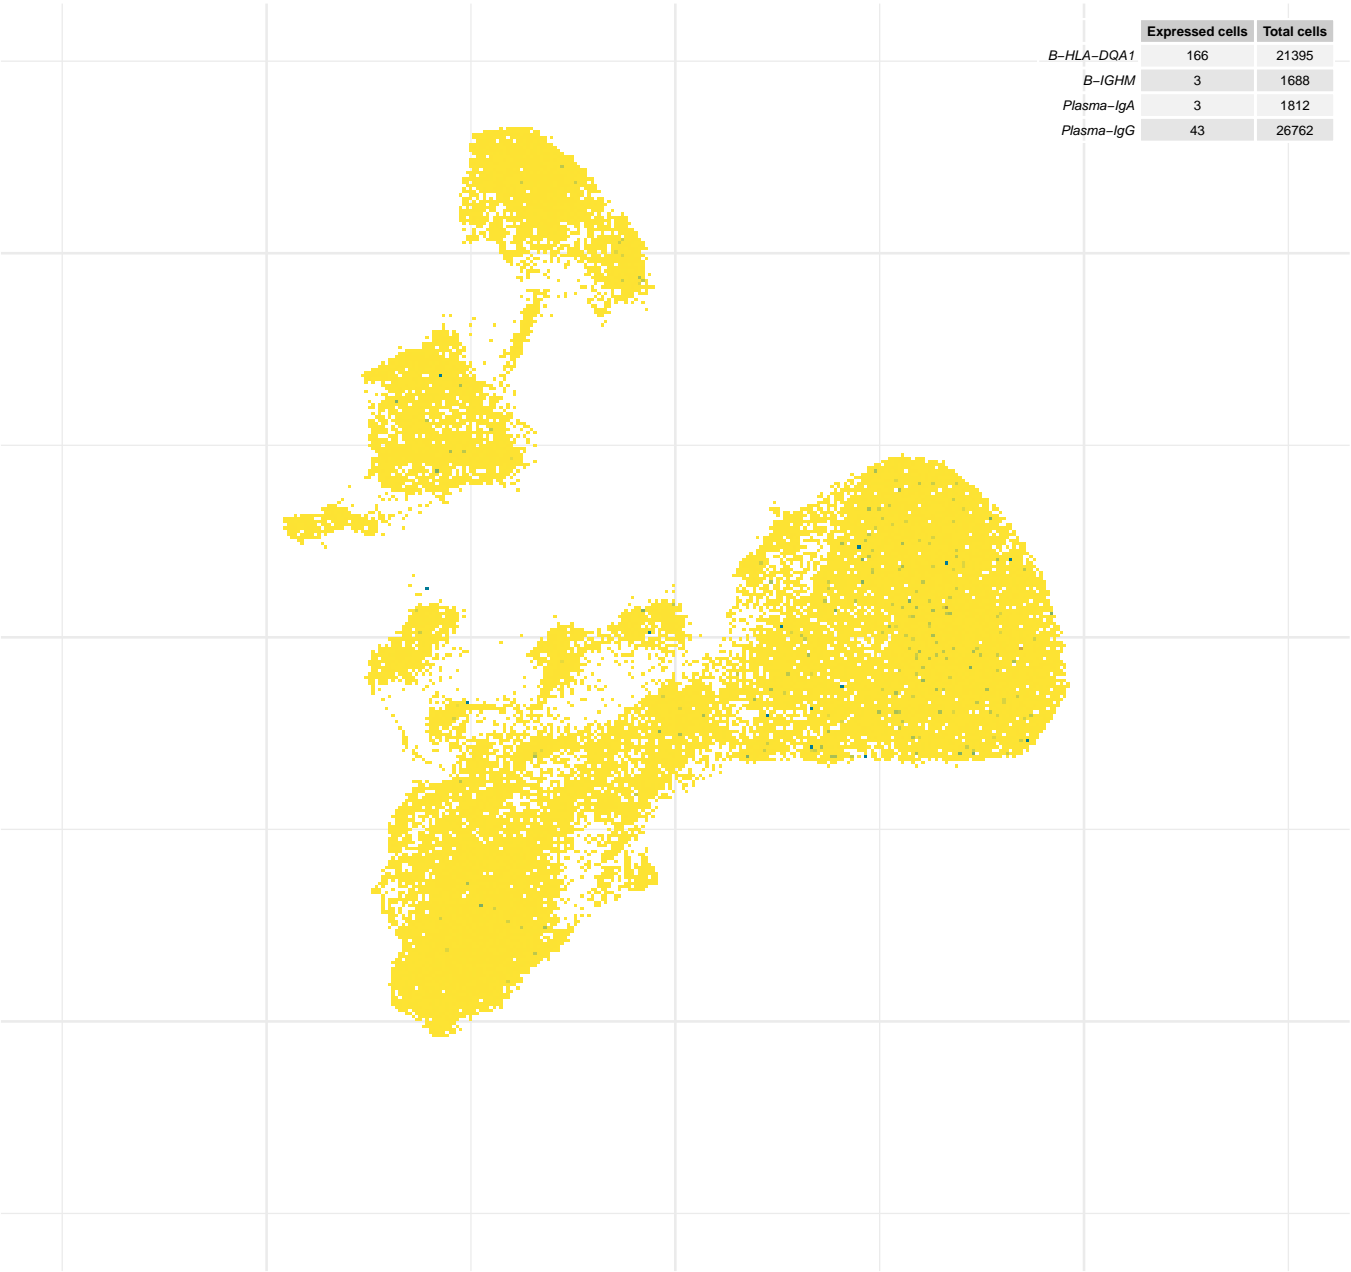 Expressed cells Total cells
B−HLA−DQA1 166 21395
B−IGHM 3 1688
Plasma−IgA 3 1812
Plasma−IgG 43 26762